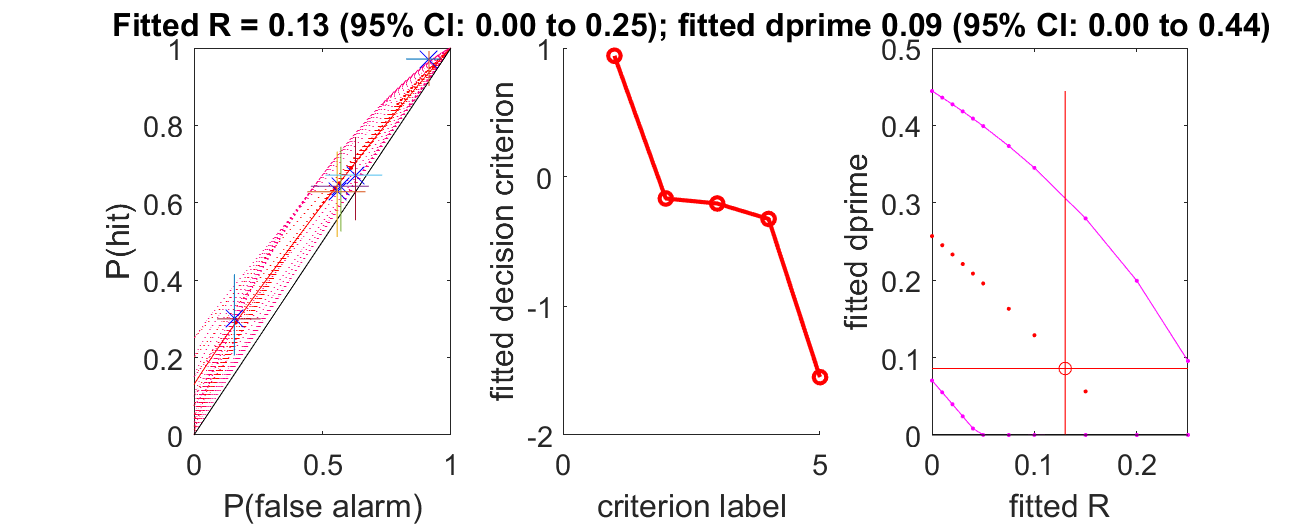 Fitted R = 0.13 (95% CI: 0.00 to 0.25); fitted dprime 0.09 (95% CI: 0.00 to 0.44)
P(hit)
1
0.8
0.6
0.4
0.2
0
0 0.5 1
P(false alarm)
fitted decision criterion
1
0
-1
-2
0 5
criterion label
fitted dprime
0.5
0.4
0.3
0.2
0.1
0
0 0.1 0.2
fitted R